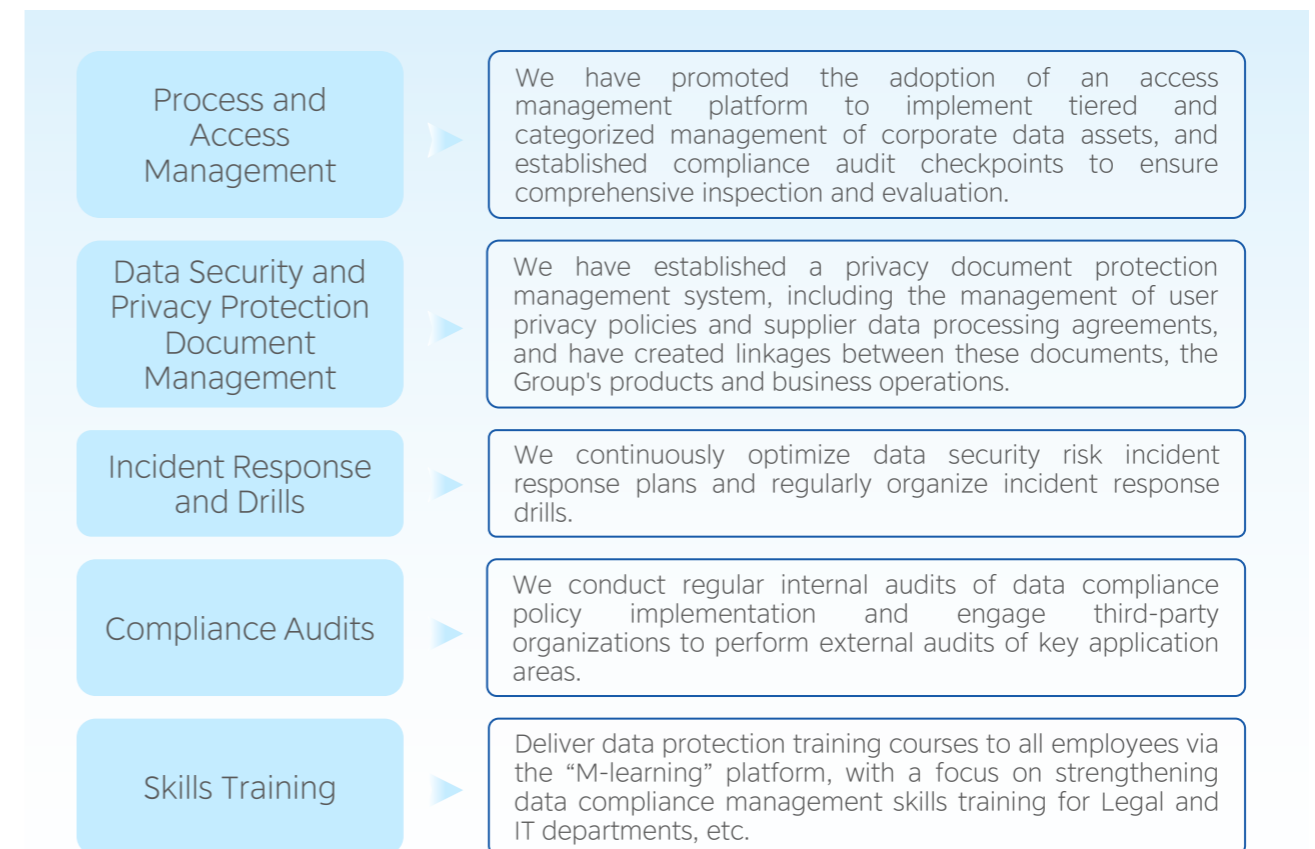 Process and
Access
Management
We have promoted the adoption of an access
management platform to implement tiered and
categorized management of corporate data assets, and
established compliance audit checkpoints to ensure
comprehensive inspection and evaluation.
Data Security and
Privacy Protection
Document
Management
We have established a privacy document protection
management system, including the management of user
privacy policies and supplier data processing agreements,
and have created linkages between these documents, the
Group's products and business operations.
Incident Response
and Drills
We continuously optimize data security risk incident
response plans and regularly organize incident response
drills.
Compliance Audits
We conduct regular internal audits of data compliance
policy implementation and engage third-party
organizations to perform external audits of key application
areas.
Skills Training
Deliver data protection training courses to all employees via
the “M-learning” platform, with a focus on strengthening
data compliance management skills training for Legal and
IT departments, etc.